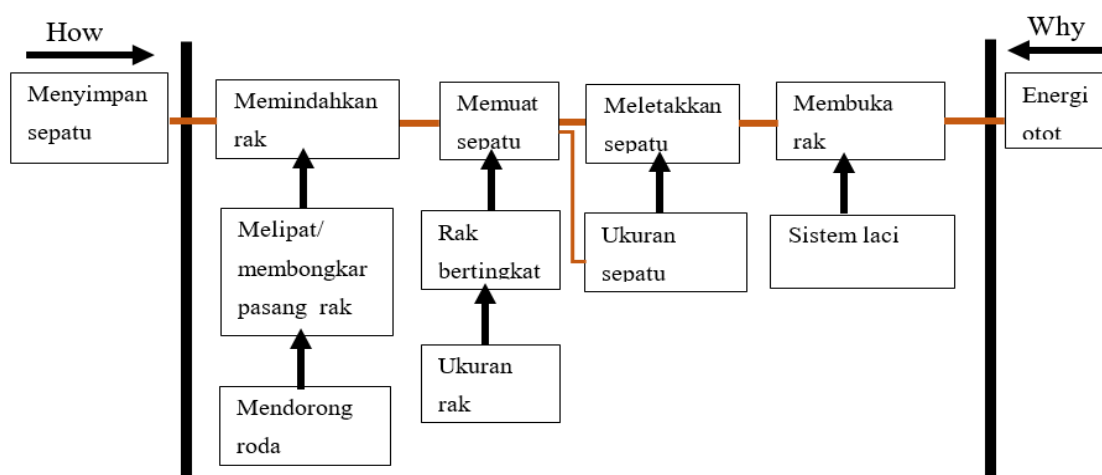 How
Why
Menyimpan
sepatu
Memindahkan
rak
Memuat
sepatu
Meletakkan
sepatu
Membuka
rak
Energi
otot
Melipat/
membongkar
pasang rak
Rak
bertingkat
Ukuran
sepatu
Sistem laci
Mendorong
roda
Ukuran
rak